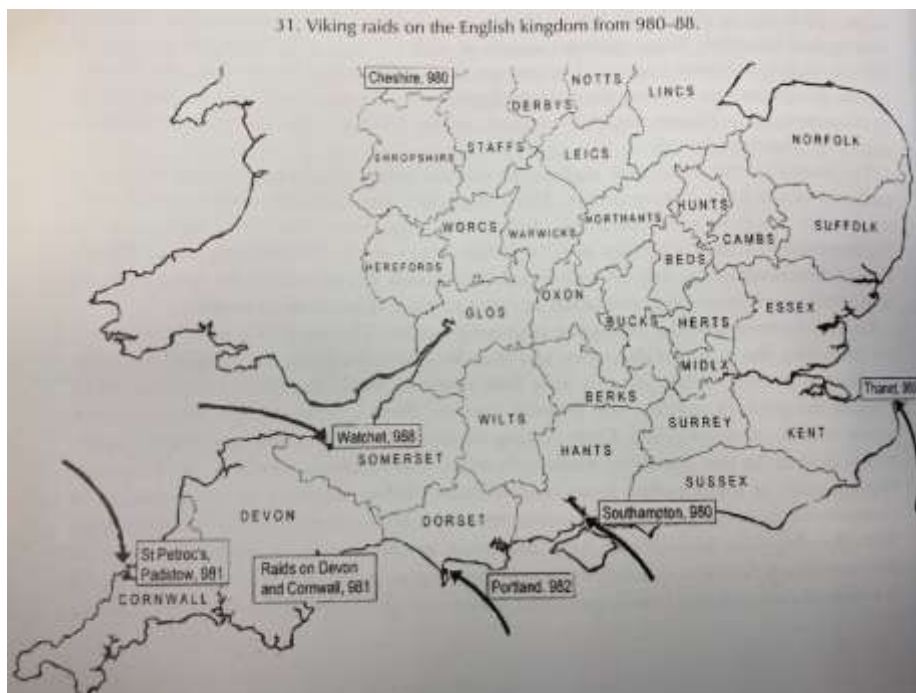 31. Viking raids on the English kingdom from 980–88.
Cheshire, 980
NOTTS
DERBYS
LINCS
NORFOLK
SHROPSHIRE
STAFFS
LEICS
HUNTS
WORCS
WARWICKS
NORTHANTS
CAMBS
SUFFOLK
HEREFORDS
BEDS
OXON
GLOS
BUCKS
HERTS
ESSEX
MIDLX
Thanet,
BERKS
WILTS
SURREY
KENT
Watchet, 988
SOMERSET
HANTS
SUSSEX
DEVON
DORSET
Southampton, 980
St Petroc's,
Padstow, 981
Raids on Devon
and Cornwall, 981
Portland. 982
CORNWALL